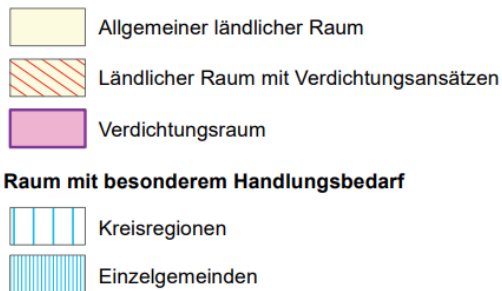 Allgemeiner ländlicher Raum
Ländlicher Raum mit Verdichtungsansätzen
Verdichtungsraum
Raum mit besonderem Handlungsbedarf
Kreisregionen
Einzelgemeinden